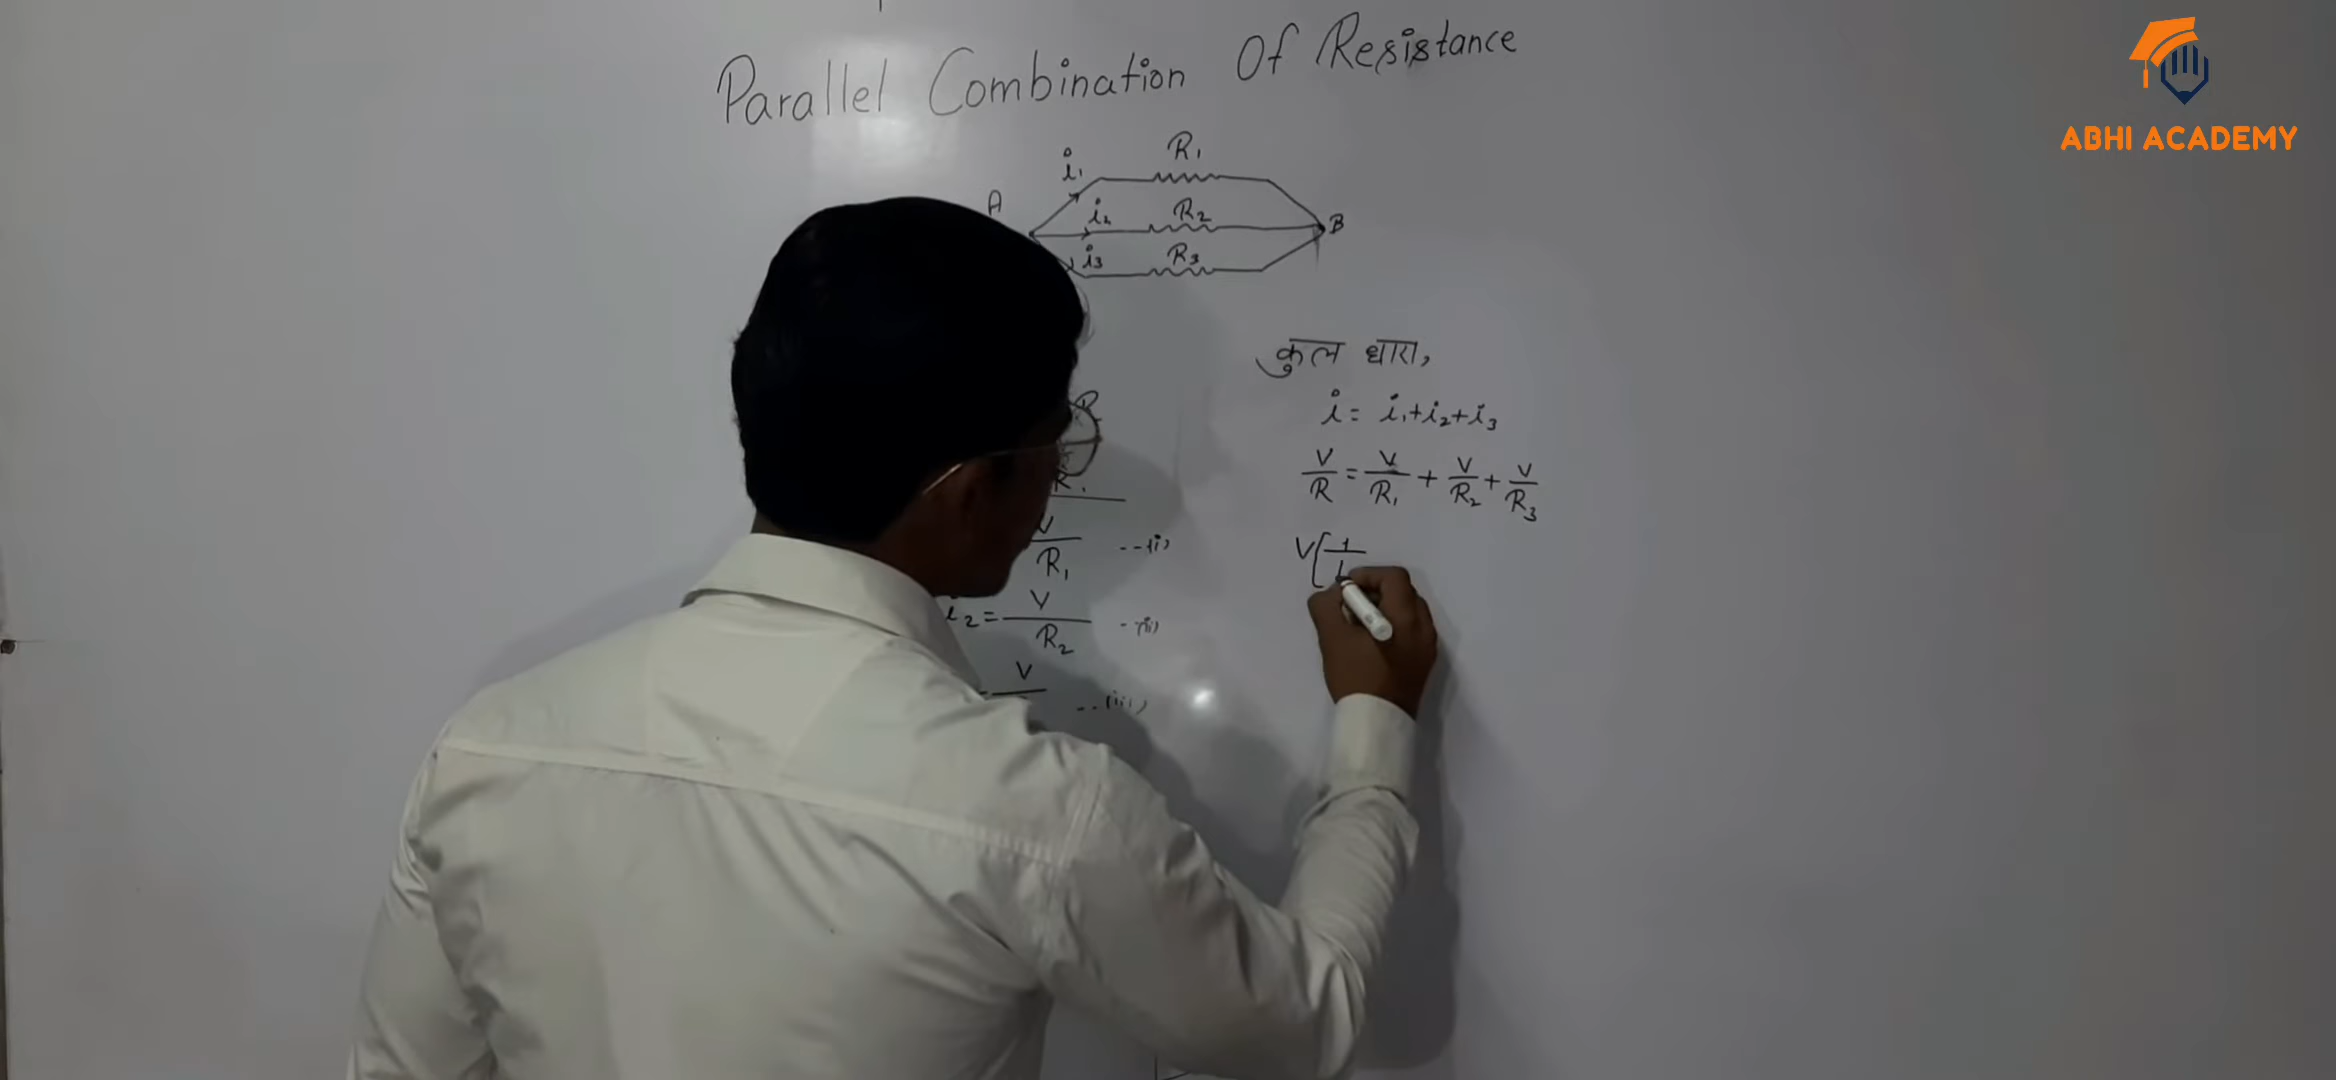 Parallel Combination Of Resistance
ABHI ACADEMY
R₁
i₁
A
i₂
R₂
B
i₃
R₃
कुल धारा,
i = i₁+i₂+i₃
V/R = V/R₁ + V/R₂ + V/R₃
V/R₁ --(i)
V[1/
i₂ = V/R₂ --(ii)
V --(iii)